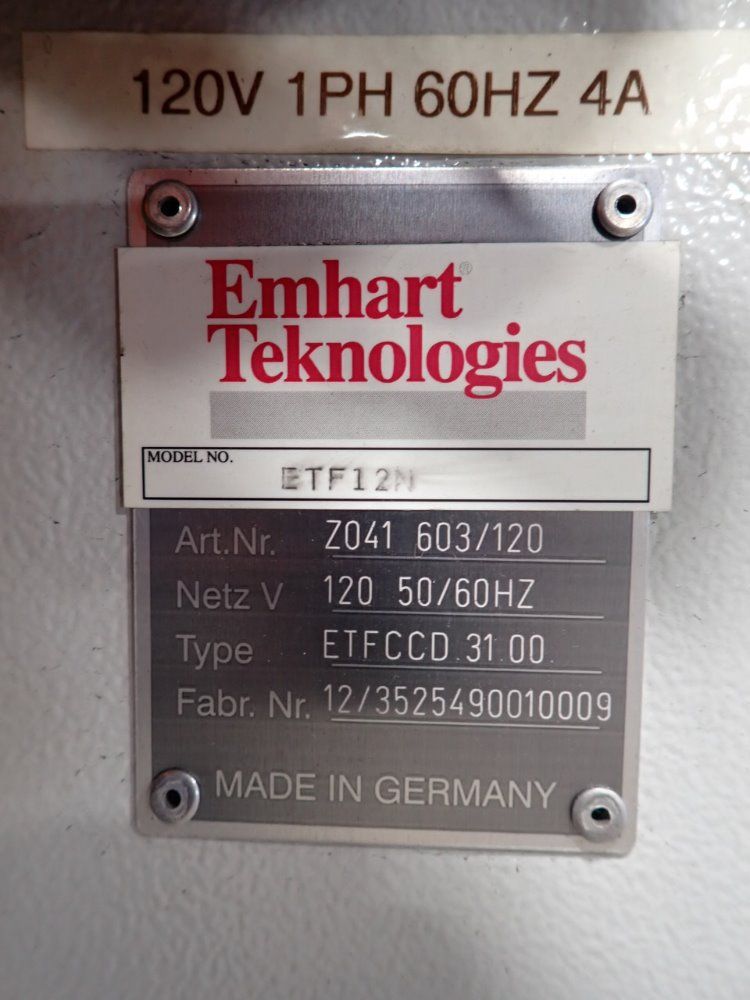 120V 1PH 60HZ 4A
Emhart®
Teknologies
MODEL NO.
ETF12N
Art.Nr. Z041 603/120
Netz V 120 50/60HZ
Type ETFCCD 31 00
Fabr. Nr. 12/3525490010009
MADE IN GERMANY